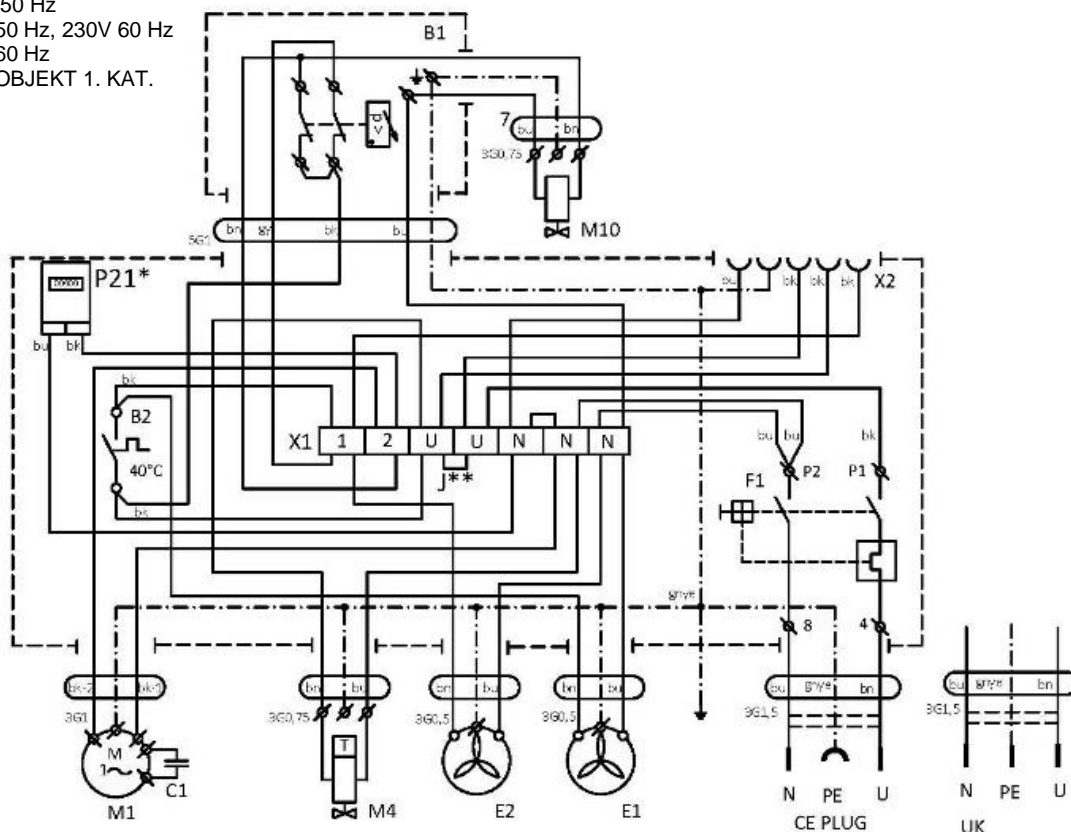 50 Hz
50 Hz, 230V 60 Hz
60 Hz
OBJEKT 1. KAT.
B1
7
bu bn
3G0,75
M10
bn gy bk bu
5G1
P21*
00000
bu bk
bu bk bk bk
X2
bk
B2
40°C
bk
X1 1 2 U U N N N
J**
bu bu bk
P2 P1
F1
gnye
8 4
bk-2 bk-1
3G1
M
1~
C1
M1
bn bu
3G0,75
T
M4
bn bu
3G0,5
E2
bn bu
3G0,5
E1
bu gnye bn
3G1,5
N PE U
CE PLUG
bu gnye bn
3G1,5
N PE U
UK